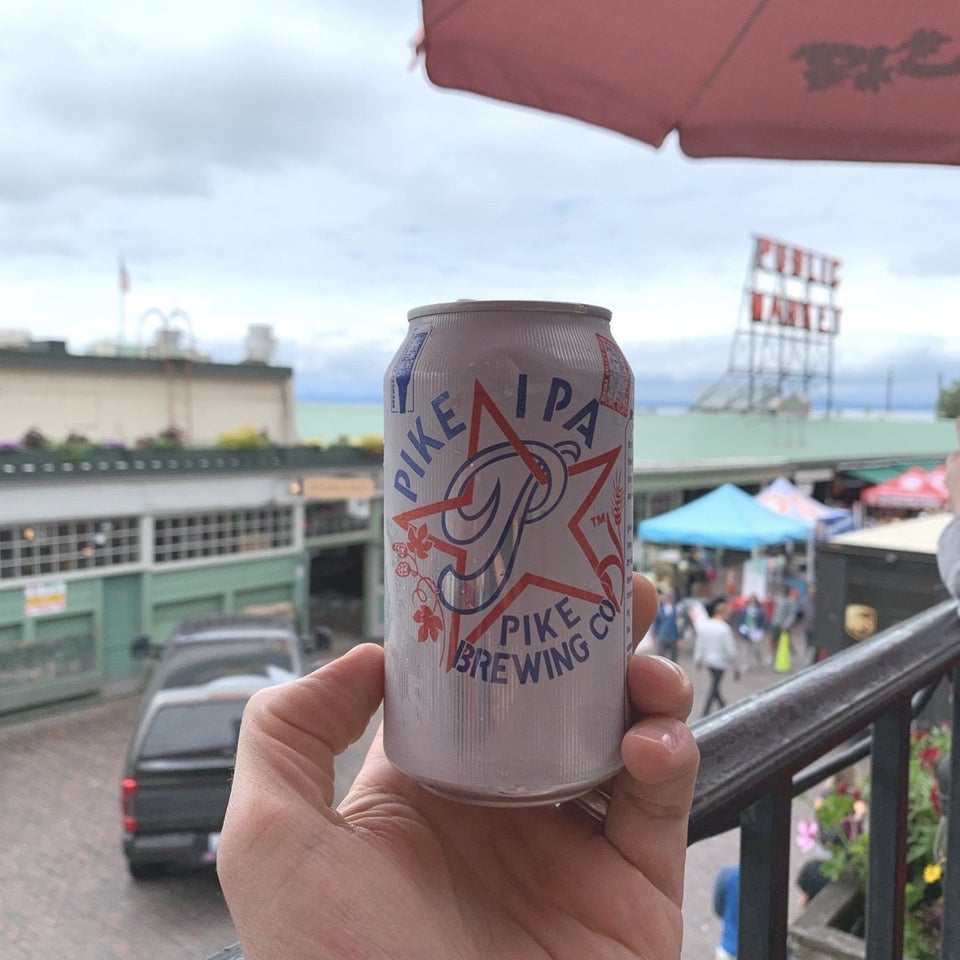 PUBLIC
MARKET
PIKE IPA
TM
PIKE
BREWING CO